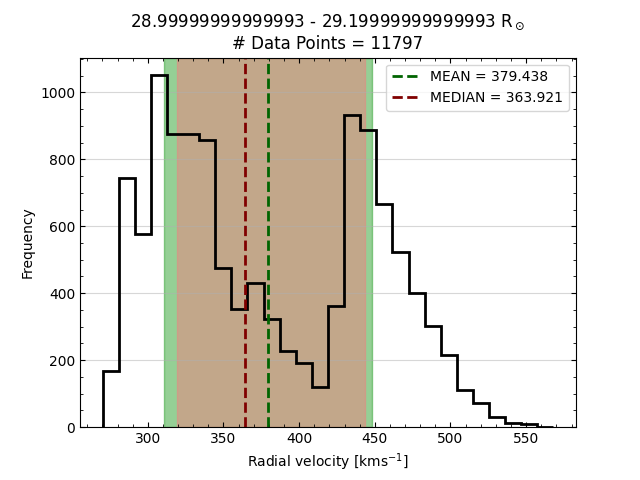 28.99999999999993 - 29.19999999999993 R⊙
# Data Points = 11797
MEAN = 379.438
MEDIAN = 363.921
1000
800
600
400
200
0
Frequency
300 350 400 450 500 550
Radial velocity [kms⁻¹]